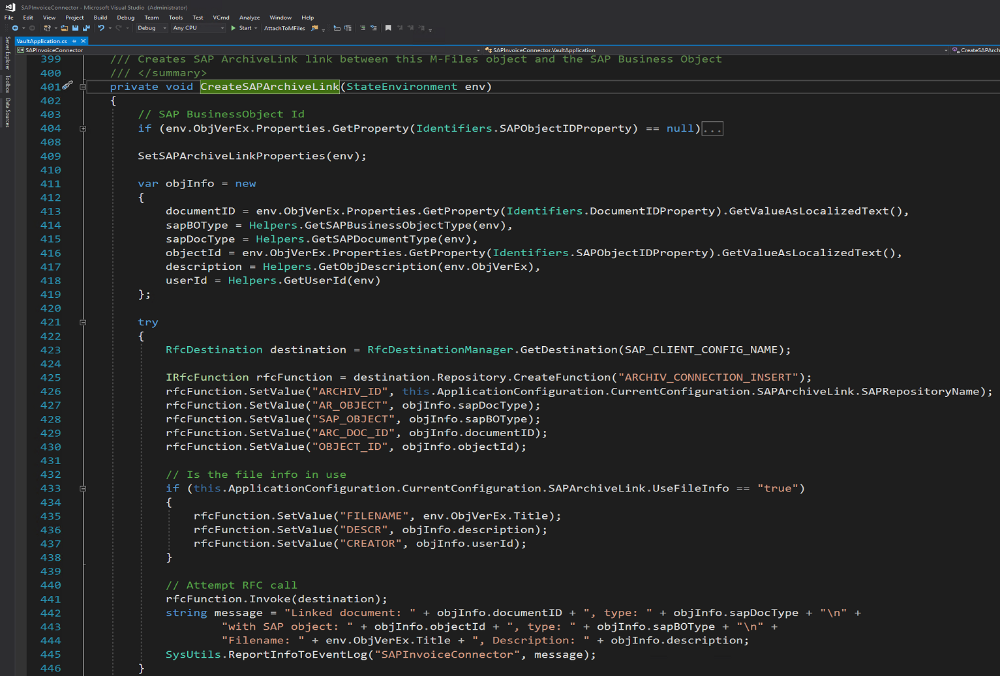 SAPInvoiceConnector - Microsoft Visual Studio (Administrator)
File Edit View Project Build Debug Team Tools Test VCmd Analyze Window Help
Debug Any CPU Start AttachToMFiles
Server Explorer
Toolbox
Data Sources
VaultApplication.cs
SAPInvoiceConnector SAPInvoiceConnector.VaultApplication CreateSAPArch
399 /// Creates SAP ArchiveLink link between this M-Files object and the SAP Business Object
400 /// </summary>
401 private void CreateSAPArchiveLink(StateEnvironment env)
402 {
403 // SAP BusinessObject Id
404 if (env.ObjVerEx.Properties.GetProperty(Identifiers.SAPObjectIDProperty) == null)...
408
409 SetSAPArchiveLinkProperties(env);
410
411 var objInfo = new
412 {
413 documentID = env.ObjVerEx.Properties.GetProperty(Identifiers.DocumentIDProperty).GetValueAsLocalizedText(),
414 sapBOType = Helpers.GetSAPBusinessObjectType(env),
415 sapDocType = Helpers.GetSAPDocumentType(env),
416 objectId = env.ObjVerEx.Properties.GetProperty(Identifiers.SAPObjectIDProperty).GetValueAsLocalizedText(),
417 description = Helpers.GetObjDescription(env.ObjVerEx),
418 userId = Helpers.GetUserId(env)
419 };
420
421 try
422 {
423 RfcDestination destination = RfcDestinationManager.GetDestination(SAP_CLIENT_CONFIG_NAME);
424
425 IRfcFunction rfcFunction = destination.Repository.CreateFunction("ARCHIV_CONNECTION_INSERT");
426 rfcFunction.SetValue("ARCHIV_ID", this.ApplicationConfiguration.CurrentConfiguration.SAPArchiveLink.SAPRepositoryName);
427 rfcFunction.SetValue("AR_OBJECT", objInfo.sapDocType);
428 rfcFunction.SetValue("SAP_OBJECT", objInfo.sapBOType);
429 rfcFunction.SetValue("ARC_DOC_ID", objInfo.documentID);
430 rfcFunction.SetValue("OBJECT_ID", objInfo.objectId);
431
432 // Is the file info in use
433 if (this.ApplicationConfiguration.CurrentConfiguration.SAPArchiveLink.UseFileInfo == "true")
434 {
435 rfcFunction.SetValue("FILENAME", env.ObjVerEx.Title);
436 rfcFunction.SetValue("DESCR", objInfo.description);
437 rfcFunction.SetValue("CREATOR", objInfo.userId);
438 }
439
440 // Attempt RFC call
441 rfcFunction.Invoke(destination);
442 string message = "Linked document: " + objInfo.documentID + ", type: " + objInfo.sapDocType + "\n" +
443 "with SAP object: " + objInfo.objectId + ", type: " + objInfo.sapBOType + "\n" +
444 "Filename: " + env.ObjVerEx.Title + ", Description: " + objInfo.description;
445 SysUtils.ReportInfoToEventLog("SAPInvoiceConnector", message);
446 }